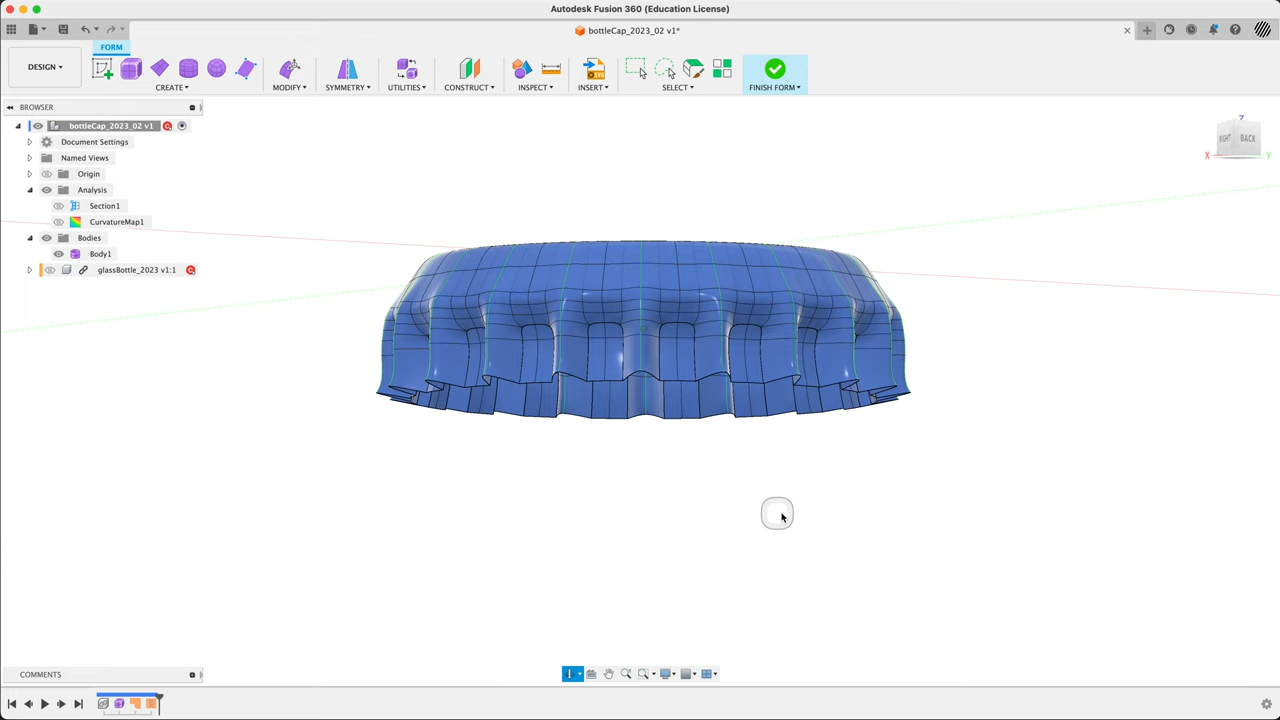 Autodesk Fusion 360 (Education License)
bottleCap_2023_02 v1*
FORM
DESIGN
CREATE MODIFY SYMMETRY UTILITIES CONSTRUCT INSPECT INSERT SELECT FINISH FORM
BROWSER
bottleCap_2023_02 v1
Document Settings
Named Views
Origin
Analysis
Section1
CurvatureMap1
Bodies
Body1
glassBottle_2023 v1:1
Z
RIGHT BACK
X Y
COMMENTS